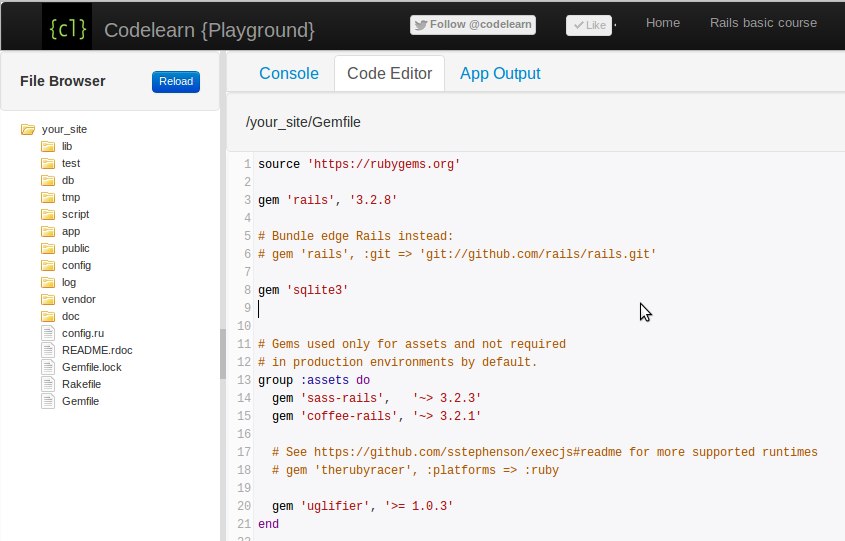 {cl} Codelearn {Playground} Follow @codelearn Like Home Rails basic course
File Browser Reload
your_site
lib
test
db
tmp
script
app
public
config
log
vendor
doc
config.ru
README.rdoc
Gemfile.lock
Rakefile
Gemfile
Console Code Editor App Output
/your_site/Gemfile
1 source 'https://rubygems.org'
2
3 gem 'rails', '3.2.8'
4
5 # Bundle edge Rails instead:
6 # gem 'rails', :git => 'git://github.com/rails/rails.git'
7
8 gem 'sqlite3'
9
10
11 # Gems used only for assets and not required
12 # in production environments by default.
13 group :assets do
14   gem 'sass-rails',   '~> 3.2.3'
15   gem 'coffee-rails', '~> 3.2.1'
16
17   # See https://github.com/sstephenson/execjs#readme for more supported runtimes
18   # gem 'therubyracer', :platforms => :ruby
19
20   gem 'uglifier', '>= 1.0.3'
21 end